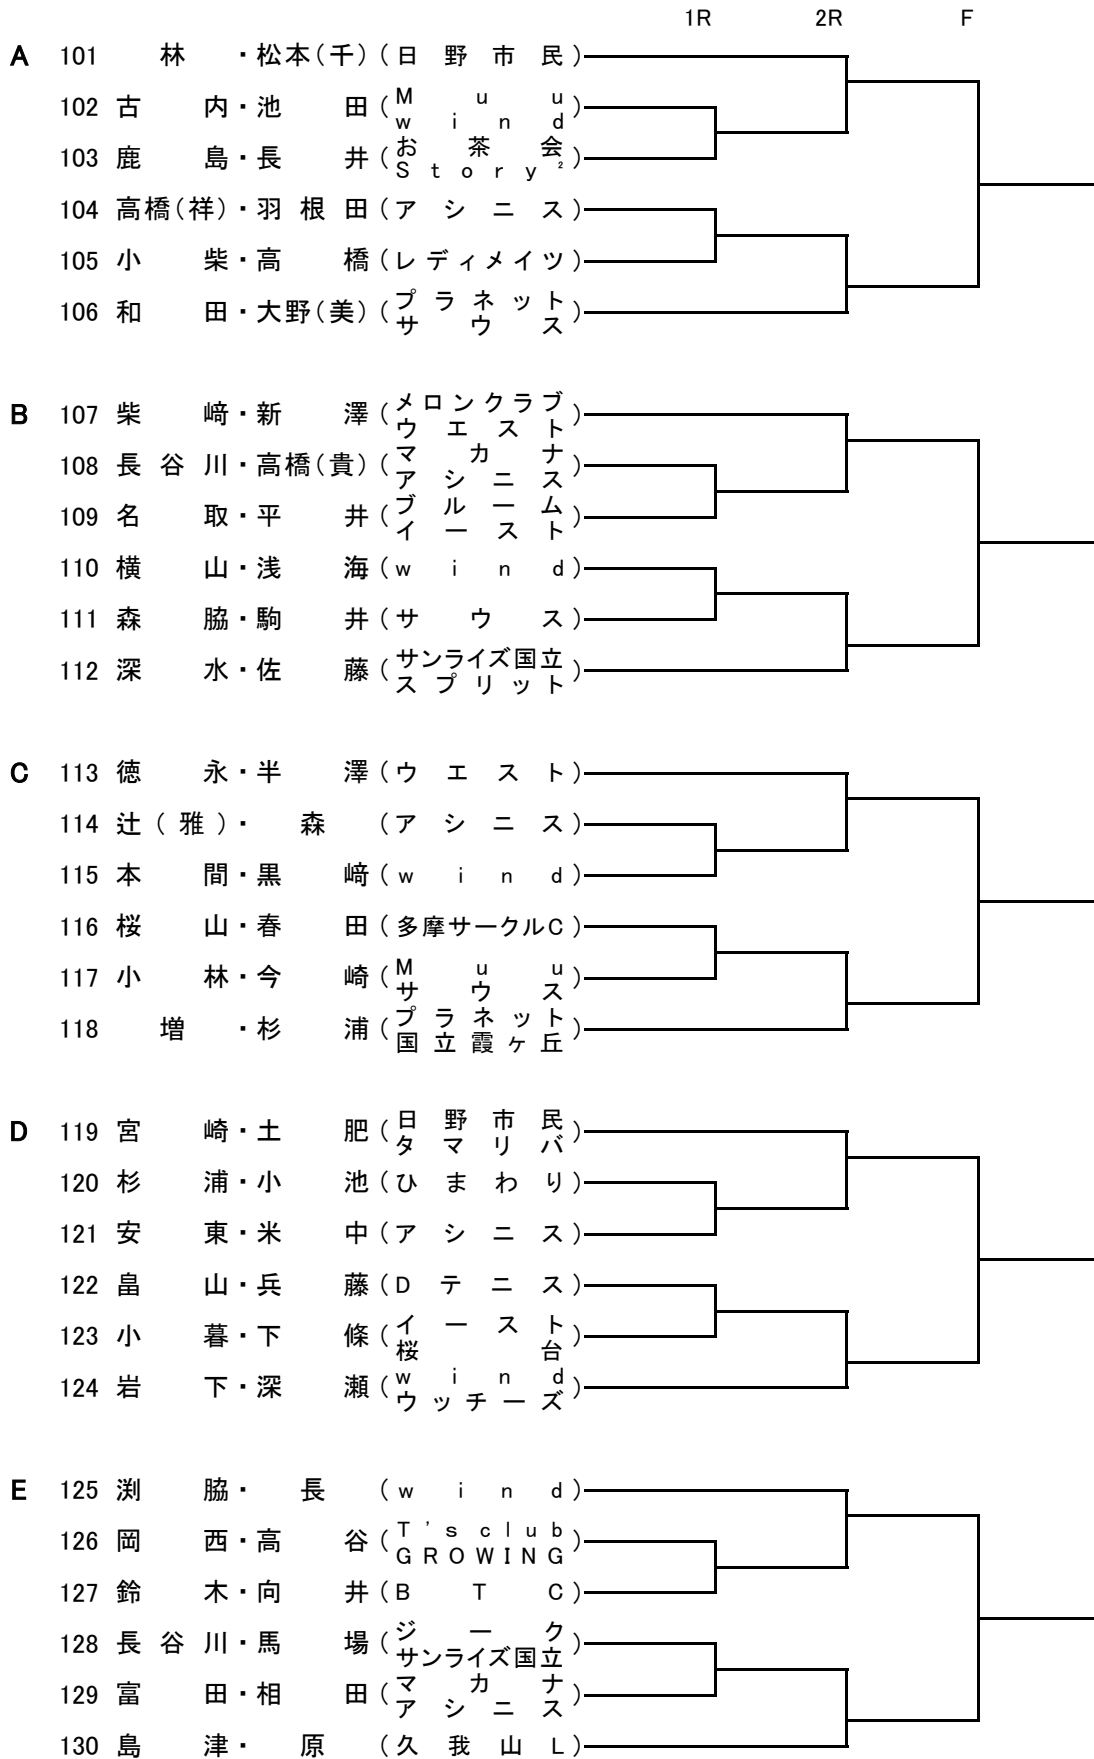 1R 2R F
A 101 林・松本(千) (日野市民)
102 古内・池田 (Muu wind)
103 鹿島・長井 (お茶会 Story²)
104 高橋(祥)・羽根田 (アシニス)
105 小柴・高橋 (レディメイツ)
106 和田・大野(美) (プラネット サウス)
B 107 柴﨑・新澤 (メロンクラブ ウエスト)
108 長谷川・高橋(貴) (マカナ アシニス)
109 名取・平井 (ブルーム イースト)
110 横山・浅海 (wind)
111 森脇・駒井 (サウス)
112 深水・佐藤 (サンライズ国立 スプリット)
C 113 徳永・半澤 (ウエスト)
114 辻(雅)・森 (アシニス)
115 本間・黒﨑 (wind)
116 桜山・春田 (多摩サークルC)
117 小林・今崎 (Muu サウス)
118 増・杉浦 (プラネット 国立霞ヶ丘)
D 119 宮崎・土肥 (日野市民 タマリバ)
120 杉浦・小池 (ひまわり)
121 安東・米中 (アシニス)
122 畠山・兵藤 (Dテニス)
123 小暮・下條 (イースト 桜台)
124 岩下・深瀬 (wind ウッチーズ)
E 125 渕脇・長 (wind)
126 岡西・高谷 (T'sclub GROWING)
127 鈴木・向井 (BTC)
128 長谷川・馬場 (ジーク サンライズ国立)
129 富田・相田 (マカナ アシニス)
130 島津・原 (久我山L)